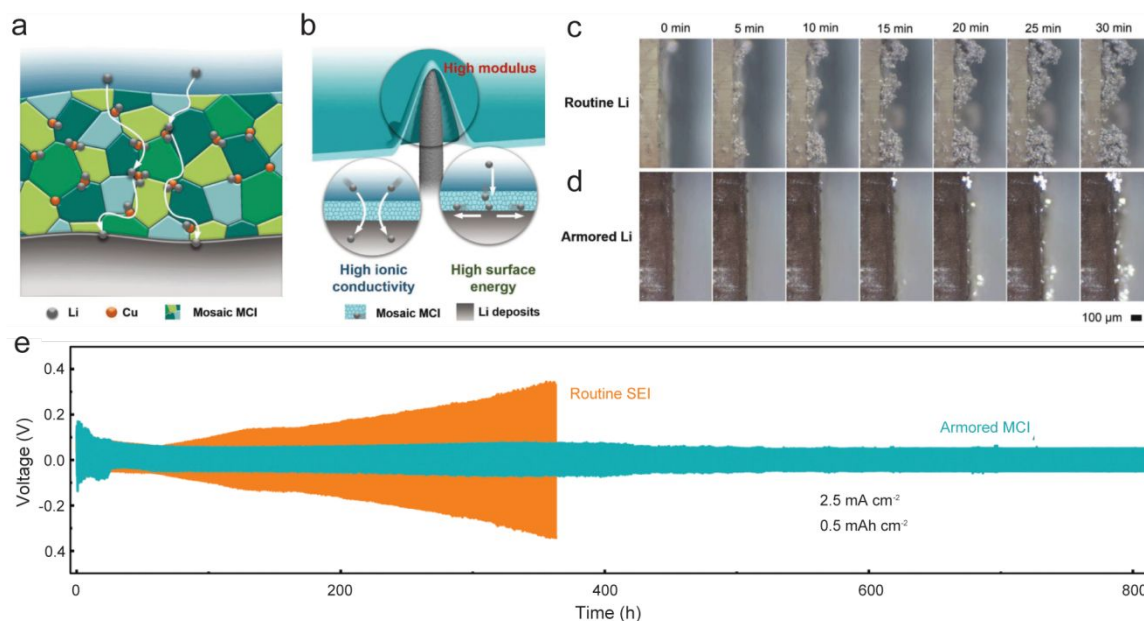 a
Li
Cu
Mosaic MCI
b
High modulus
High ionic
conductivity
High surface
energy
Mosaic MCI
Li deposits
c
0 min 5 min 10 min 15 min 20 min 25 min 30 min
Routine Li
d
Armored Li
100 μm
e
Voltage (V)
0.4
0.2
0.0
-0.2
0.4
Routine SEI
Armored MCI
2.5 mA cm⁻²
0.5 mAh cm⁻²
0 200 400 600 800
Time (h)